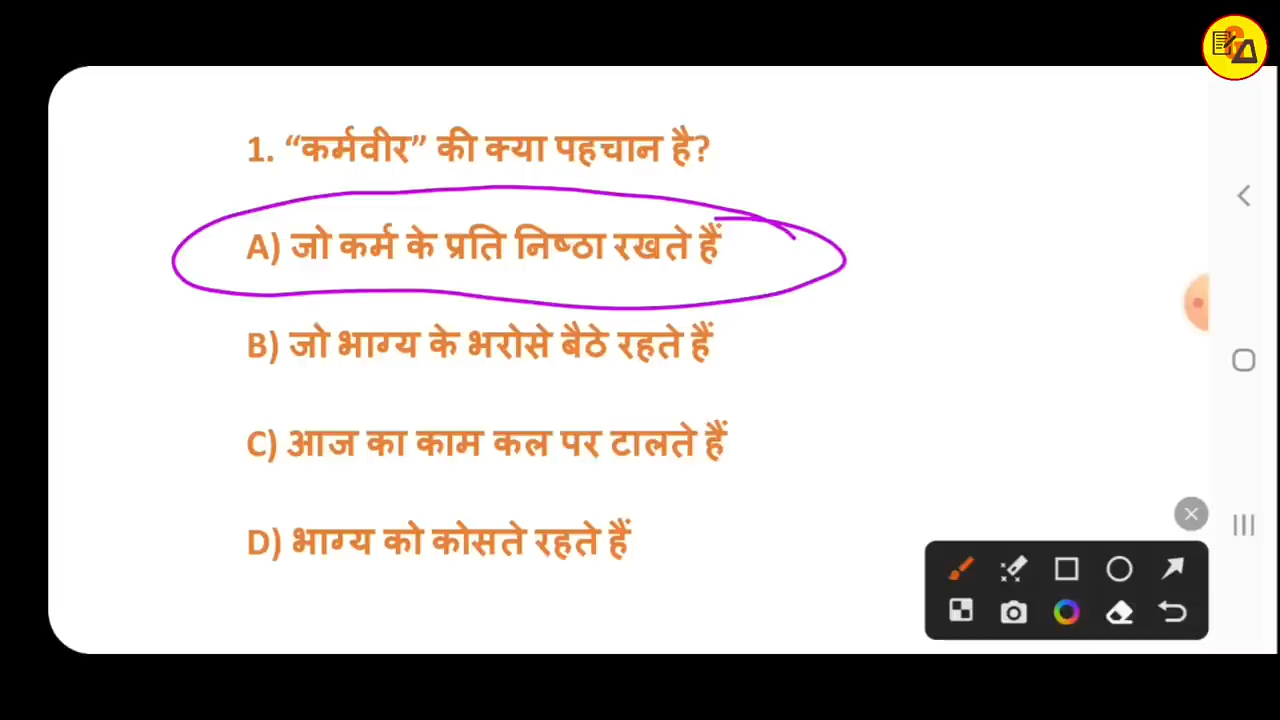 1. “कर्मवीर” की क्या पहचान है?
A) जो कर्म के प्रति निष्ठा रखते हैं
B) जो भाग्य के भरोसे बैठे रहते हैं
C) आज का काम कल पर टालते हैं
D) भाग्य को कोसते रहते हैं